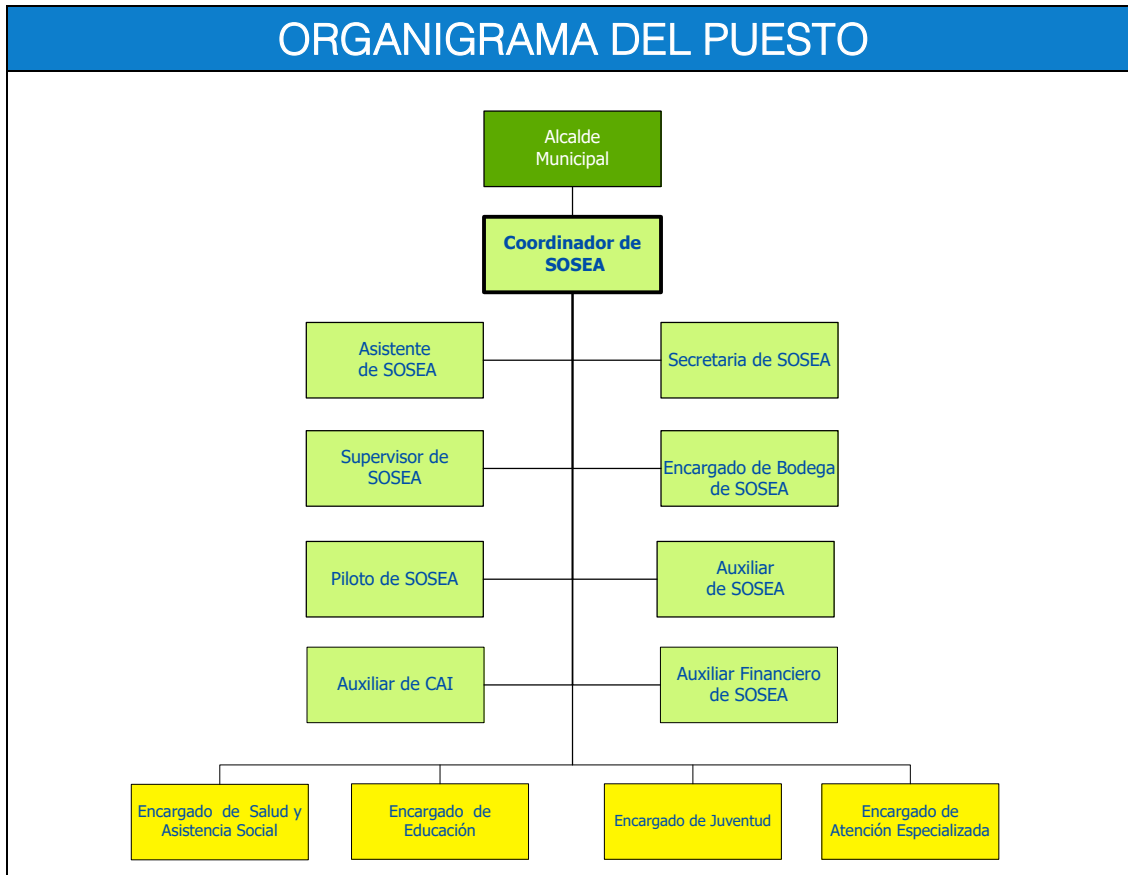 ORGANIGRAMA DEL PUESTO
Alcalde
Municipal
Coordinador de
SOSEA
Asistente
de SOSEA
Secretaria de SOSEA
Supervisor de
SOSEA
Encargado de Bodega
de SOSEA
Piloto de SOSEA
Auxiliar
de SOSEA
Auxiliar de CAI
Auxiliar Financiero
de SOSEA
Encargado de Salud y
Asistencia Social
Encargado de
Educación
Encargado de Juventud
Encargado de
Atención Especializada